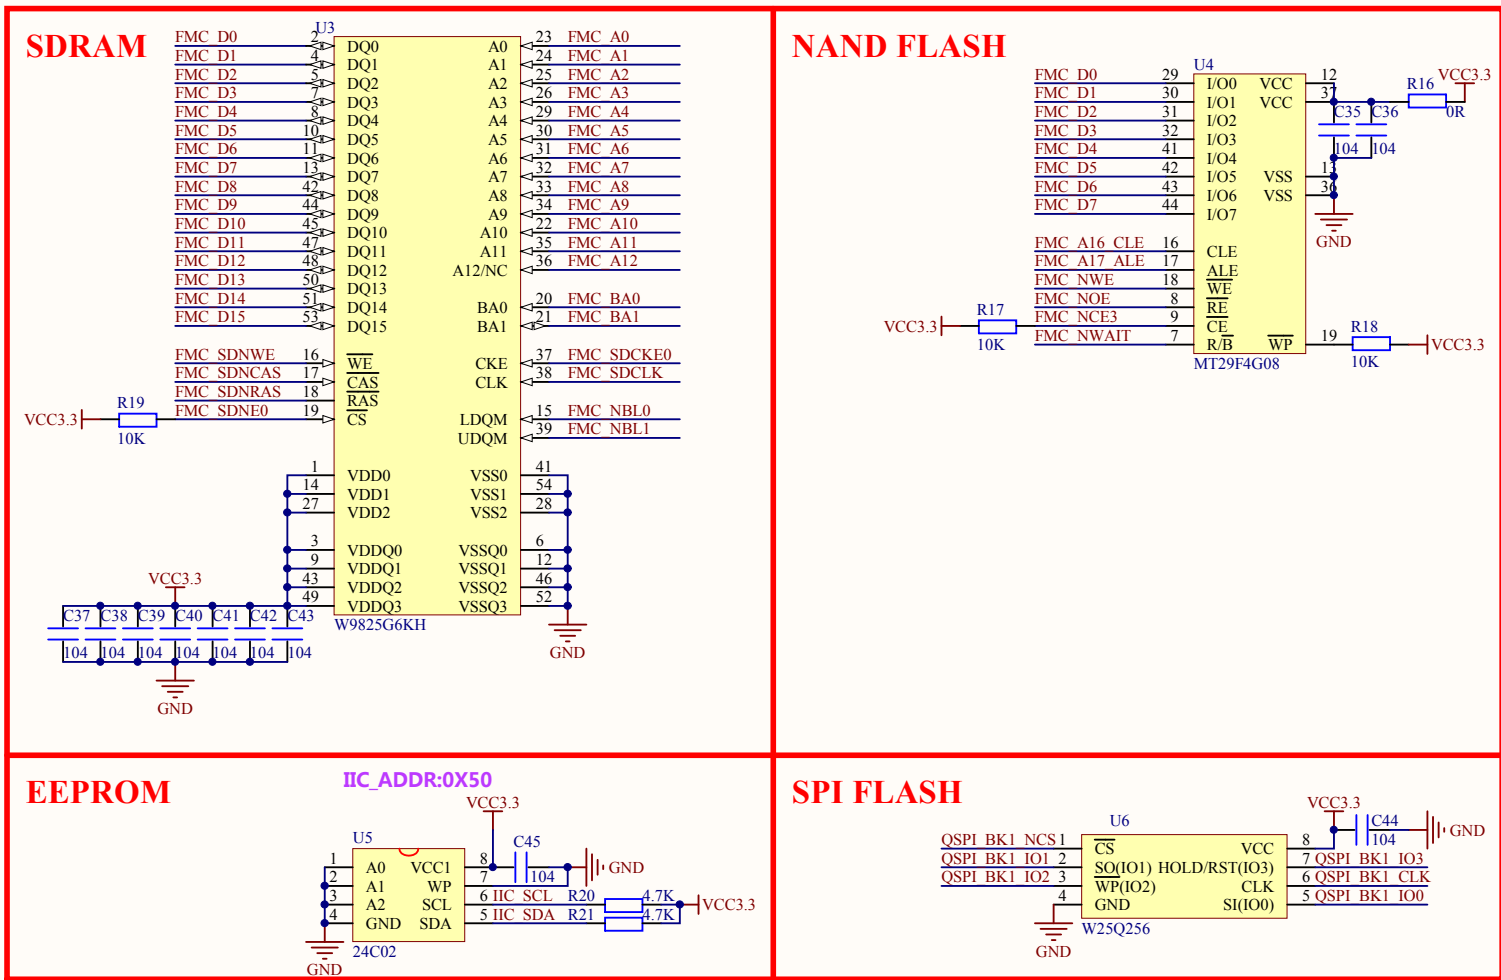 SDRAM
U3
FMC_D0 2 DQ0 A0 23 FMC_A0
FMC_D1 4 DQ1 A1 24 FMC_A1
FMC_D2 5 DQ2 A2 25 FMC_A2
FMC_D3 7 DQ3 A3 26 FMC_A3
FMC_D4 8 DQ4 A4 29 FMC_A4
FMC_D5 10 DQ5 A5 30 FMC_A5
FMC_D6 11 DQ6 A6 31 FMC_A6
FMC_D7 13 DQ7 A7 32 FMC_A7
FMC_D8 42 DQ8 A8 33 FMC_A8
FMC_D9 44 DQ9 A9 34 FMC_A9
FMC_D10 45 DQ10 A10 22 FMC_A10
FMC_D11 47 DQ11 A11 35 FMC_A11
FMC_D12 48 DQ12 A12/NC 36 FMC_A12
FMC_D13 50 DQ13
FMC_D14 51 DQ14 BA0 20 FMC_BA0
FMC_D15 53 DQ15 BA1 21 FMC_BA1
FMC_SDNWE 16 WE CKE 37 FMC_SDCKE0
FMC_SDNCAS 17 CAS CLK 38 FMC_SDCLK
FMC_SDNRAS 18 RAS
VCC3.3 R19 10K FMC_SDNE0 19 CS LDQM 15 FMC_NBL0
UDQM 39 FMC_NBL1
1 VDD0 VSS0 41
14 VDD1 VSS1 54
27 VDD2 VSS2 28
3 VDDQ0 VSSQ0 6
9 VDDQ1 VSSQ1 12
43 VDDQ2 VSSQ2 46
49 VDDQ3 VSSQ3 52
W9825G6KH
GND
VCC3.3
C37 C38 C39 C40 C41 C42 C43
104 104 104 104 104 104 104
GND
NAND FLASH
U4
FMC_D0 29 I/O0 VCC 12
FMC_D1 30 I/O1 VCC 37
R16 VCC3.3
0R
C35 C36
104 104
FMC_D2 31 I/O2
FMC_D3 32 I/O3
FMC_D4 41 I/O4
FMC_D5 42 I/O5 VSS 13
FMC_D6 43 I/O6 VSS 36
FMC_D7 44 I/O7
GND
FMC_A16_CLE 16 CLE
FMC_A17_ALE 17 ALE
FMC_NWE 18 WE
FMC_NOE 8 RE
VCC3.3 R17 10K FMC_NCE3 9 CE
FMC_NWAIT 7 R/B WP 19 R18 10K VCC3.3
MT29F4G08
EEPROM
IIC_ADDR:0X50
VCC3.3
U5
C45
104
GND
1 A0 VCC1 8
2 A1 WP 7
3 A2 SCL 6 IIC_SCL R20 4.7K VCC3.3
4 GND SDA 5 IIC_SDA R21 4.7K
24C02
GND
SPI FLASH
VCC3.3
U6
C44
104
GND
QSPI_BK1_NCS 1 CS VCC 8
QSPI_BK1_IO1 2 SO(IO1) HOLD/RST(IO3) 7 QSPI_BK1_IO3
QSPI_BK1_IO2 3 WP(IO2) CLK 6 QSPI_BK1_CLK
4 GND SI(IO0) 5 QSPI_BK1_IO0
W25Q256
GND